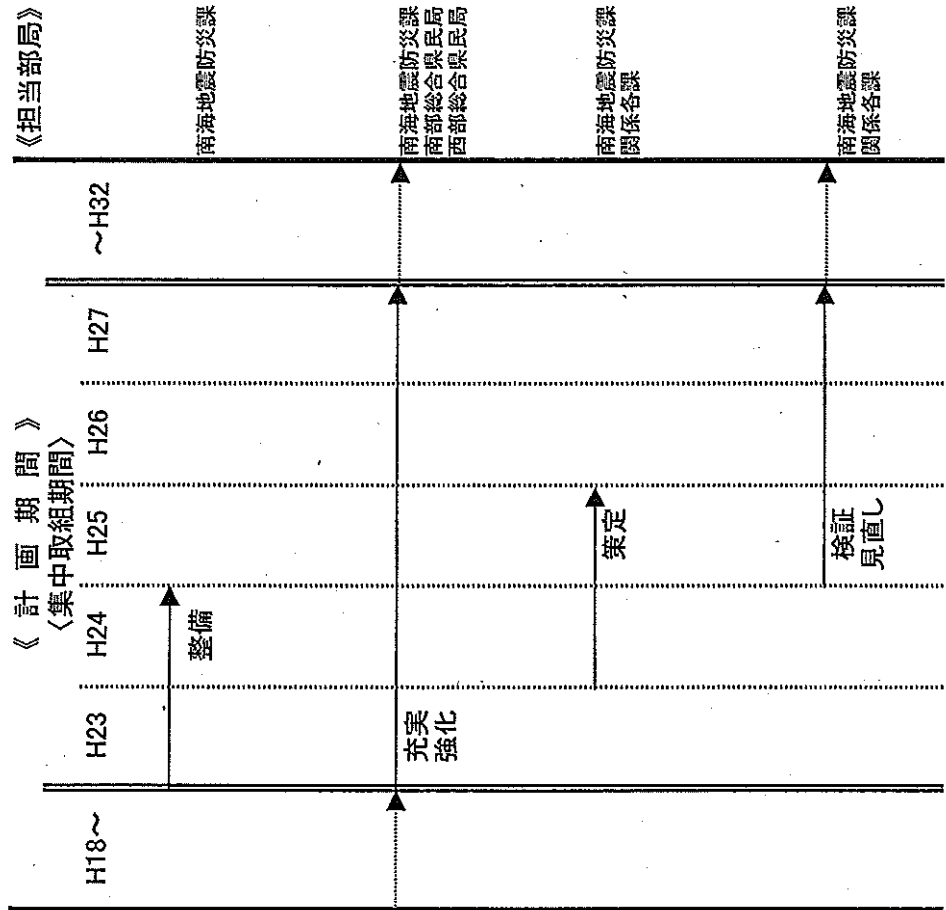 《 計 画 期 間 》
〈集中取組期間〉
《担当部局》
H18～
H23
H24
H25
H26
H27
～H32
整備
南海地震防災課
充実
強化
南海地震防災課
南部総合県民局
西部総合県民局
策定
南海地震防災課
関係各課
検証
見直し
南海地震防災課
関係各課